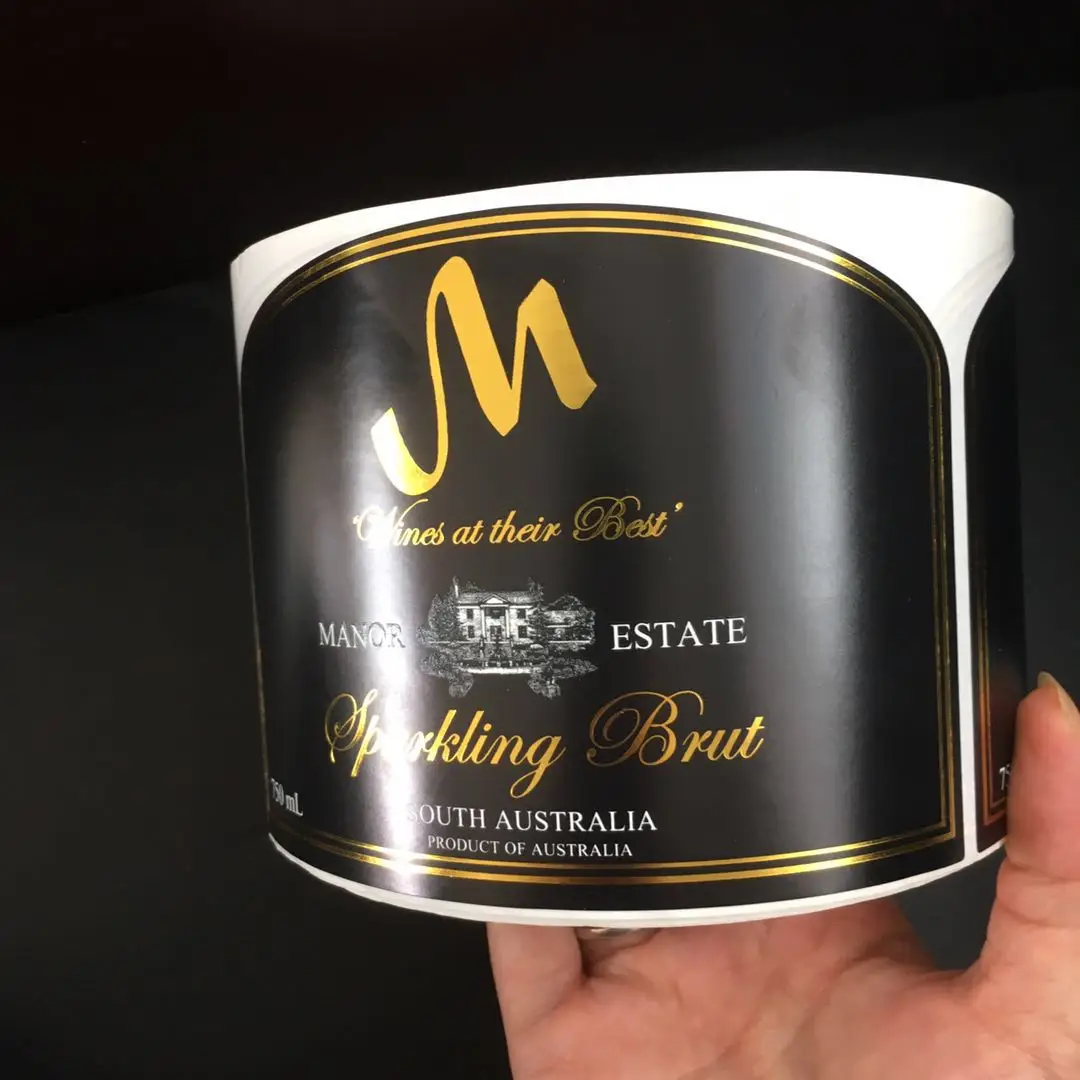 M
'Wines at their Best'
MANOR ESTATE
Sparkling Brut
750 mL
SOUTH AUSTRALIA
PRODUCT OF AUSTRALIA